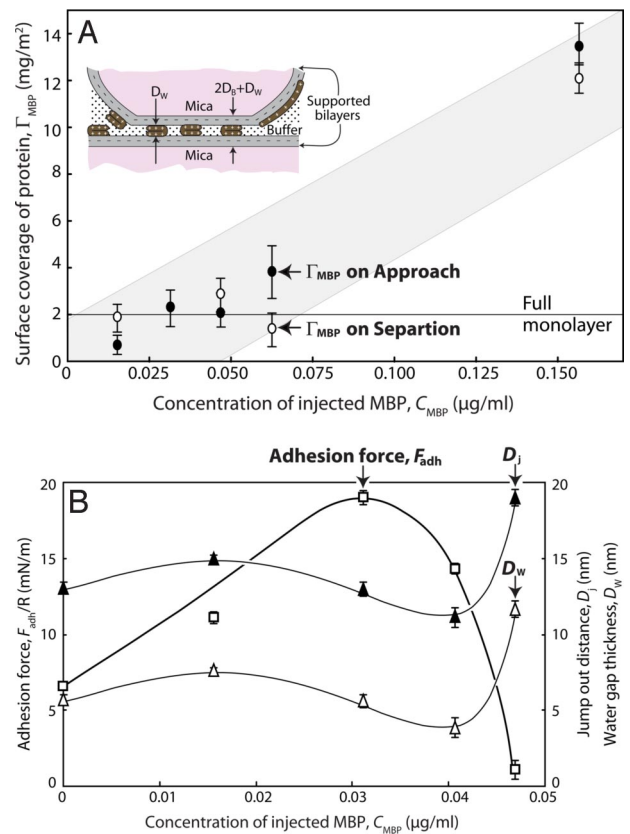 A
Surface coverage of protein, Γ_MBP (mg/m²)
14
12
10
8
6
4
2
0
D_W
2D_B+D_W
Mica
Supported
bilayers
Buffer
Mica
Γ_MBP on Approach
Γ_MBP on Separtion
Full
monolayer
0
0.025
0.050
0.075
0.100
0.125
0.150
Concentration of injected MBP, C_MBP (µg/ml)
B
Adhesion force, F_adh
D_j
D_W
Adhesion force, F_adh/R (mN/m)
20
15
10
5
0
20
15
10
5
0
Jump out distance, D_j (nm)
Water gap thickness, D_W (nm)
0
0.01
0.02
0.03
0.04
0.05
Concentration of injected MBP, C_MBP (µg/ml)